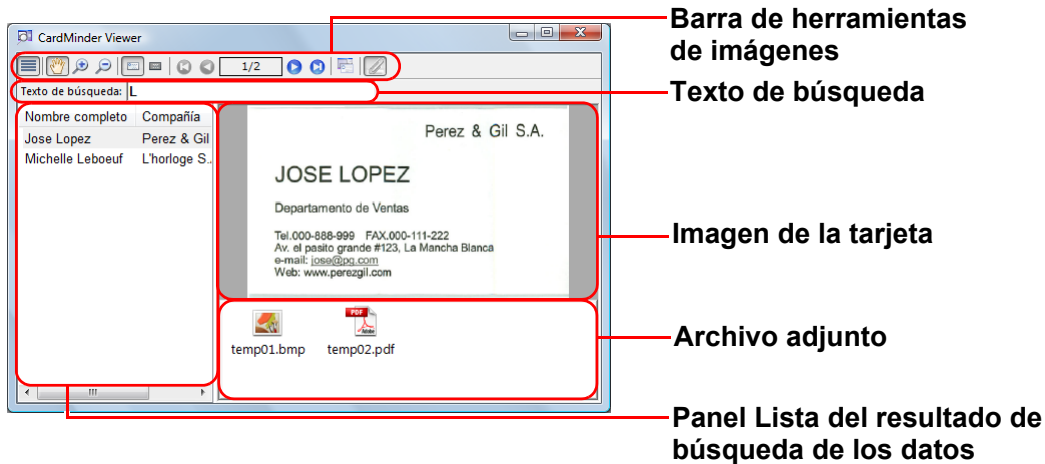 CardMinder Viewer
1/2
Texto de búsqueda: L
Nombre completo Compañía
Jose Lopez Perez & Gil
Michelle Leboeuf L'horloge S..
Perez & Gil S.A.
JOSE LOPEZ
Departamento de Ventas
Tel.000-888-999 FAX.000-111-222
Av. el pasito grande #123, La Mancha Blanca
e-mail: jose@pg.com
Web: www.perezgil.com
PDF
Adobe
temp01.bmp temp02.pdf
Barra de herramientas
de imágenes
Texto de búsqueda
Imagen de la tarjeta
Archivo adjunto
Panel Lista del resultado de
búsqueda de los datos